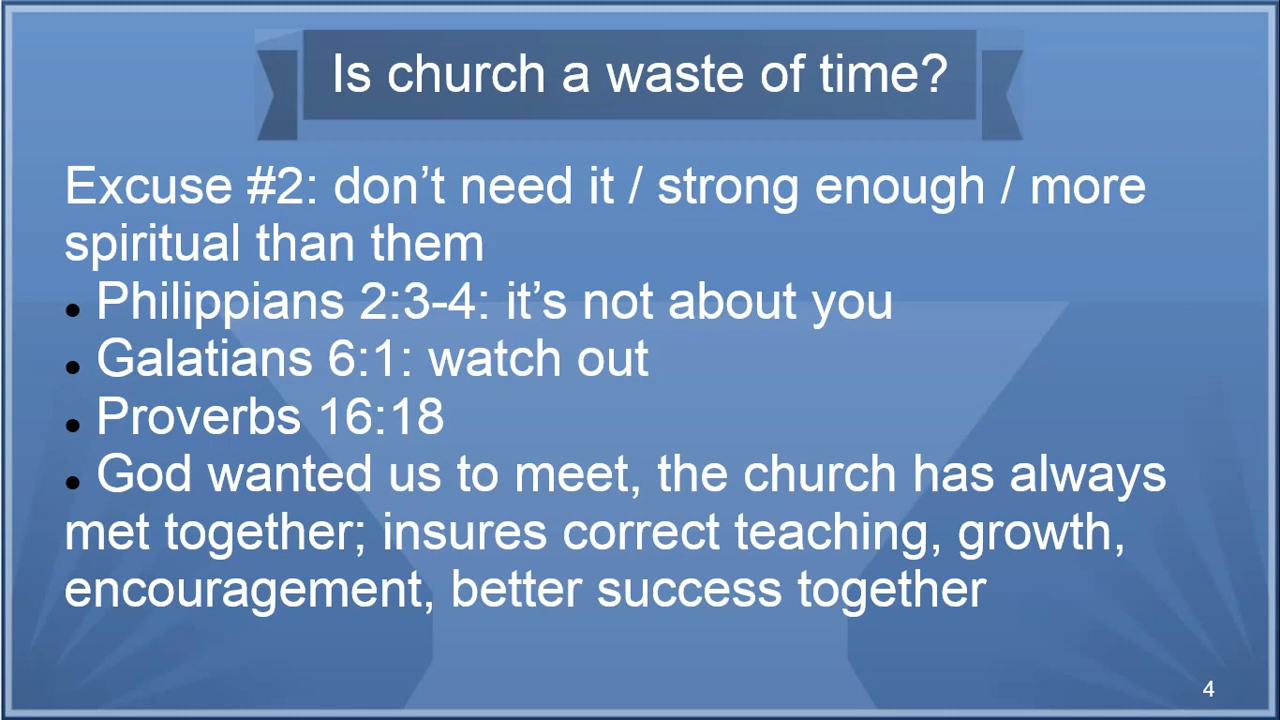 Is church a waste of time?
Excuse #2: don’t need it / strong enough / more
spiritual than them
● Philippians 2:3-4: it’s not about you
● Galatians 6:1: watch out
● Proverbs 16:18
● God wanted us to meet, the church has always
met together; insures correct teaching, growth,
encouragement, better success together
4